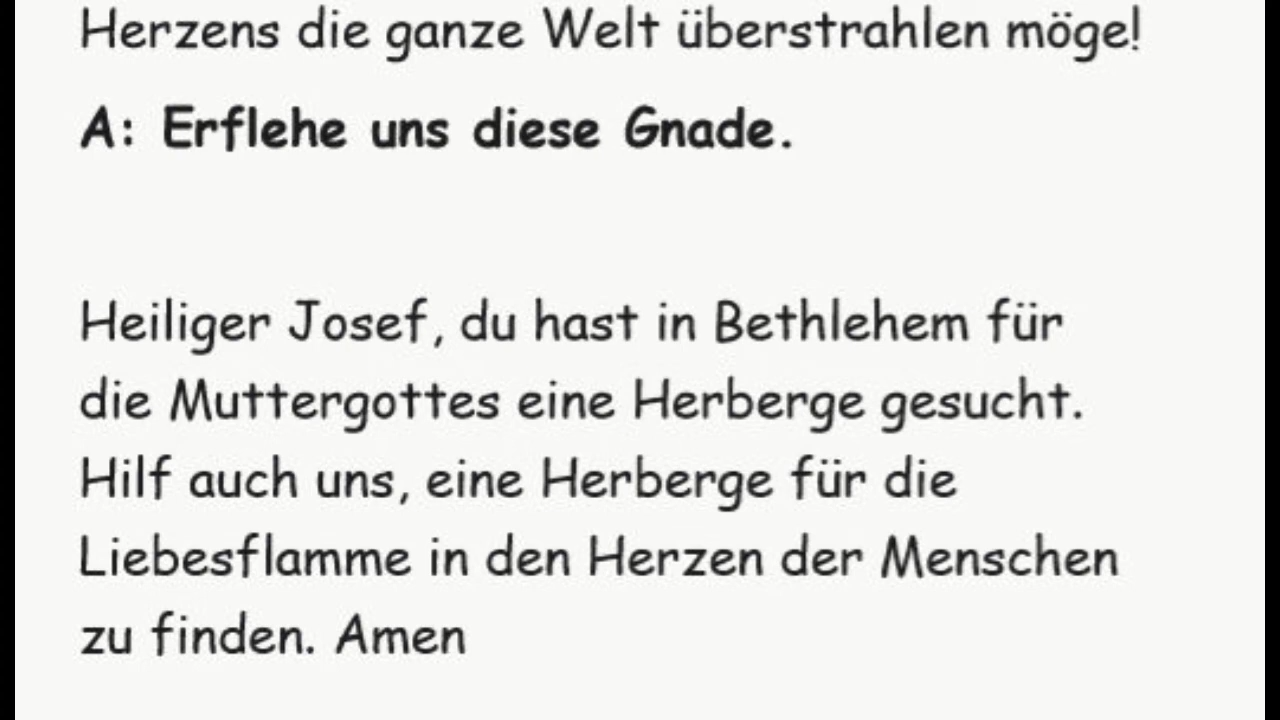 Herzens die ganze Welt überstrahlen möge!
A: Erflehe uns diese Gnade.
Heiliger Josef, du hast in Bethlehem für
die Muttergottes eine Herberge gesucht.
Hilf auch uns, eine Herberge für die
Liebesflamme in den Herzen der Menschen
zu finden. Amen